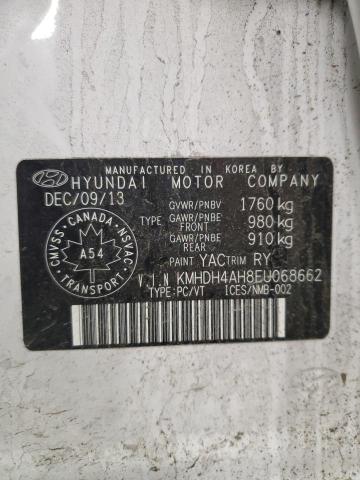 MANUFACTURED IN KOREA BY
HYUNDAI MOTOR COMPANY
DEC/09/13
GVWR/PNBV 1760 kg
TYPE GAWR/PNBE FRONT 980 kg
GAWR/PNBE REAR 910 kg
PAINT YAC TRIM RY
V.I.N KMHDH4AH8EU068662
TYPE:PC/VT ICES/NMB-002
CANADA
CMVSS NSVAC
A54
TRANSPORT